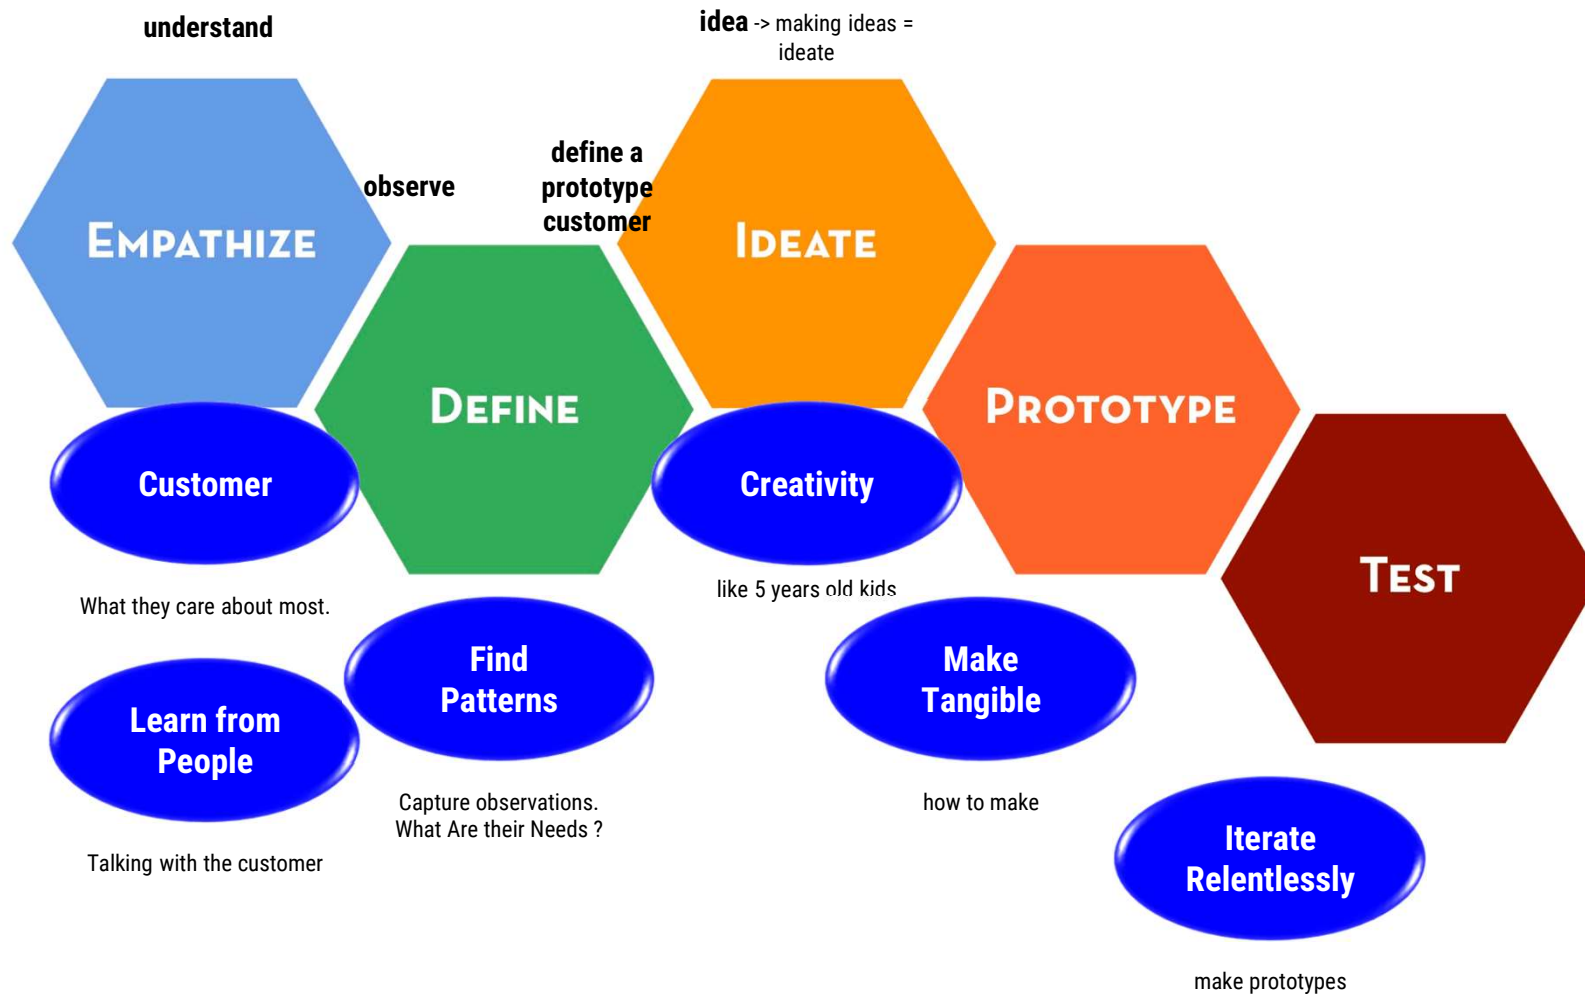 understand
idea -> making ideas =
ideate
define a
prototype
customer
observe
EMPATHIZE
IDEATE
DEFINE
PROTOTYPE
Customer
Creativity
TEST
like 5 years old kids
What they care about most.
Find
Patterns
Make
Tangible
Learn from
People
Capture observations.
What Are their Needs ?
how to make
Talking with the customer
Iterate
Relentlessly
make prototypes